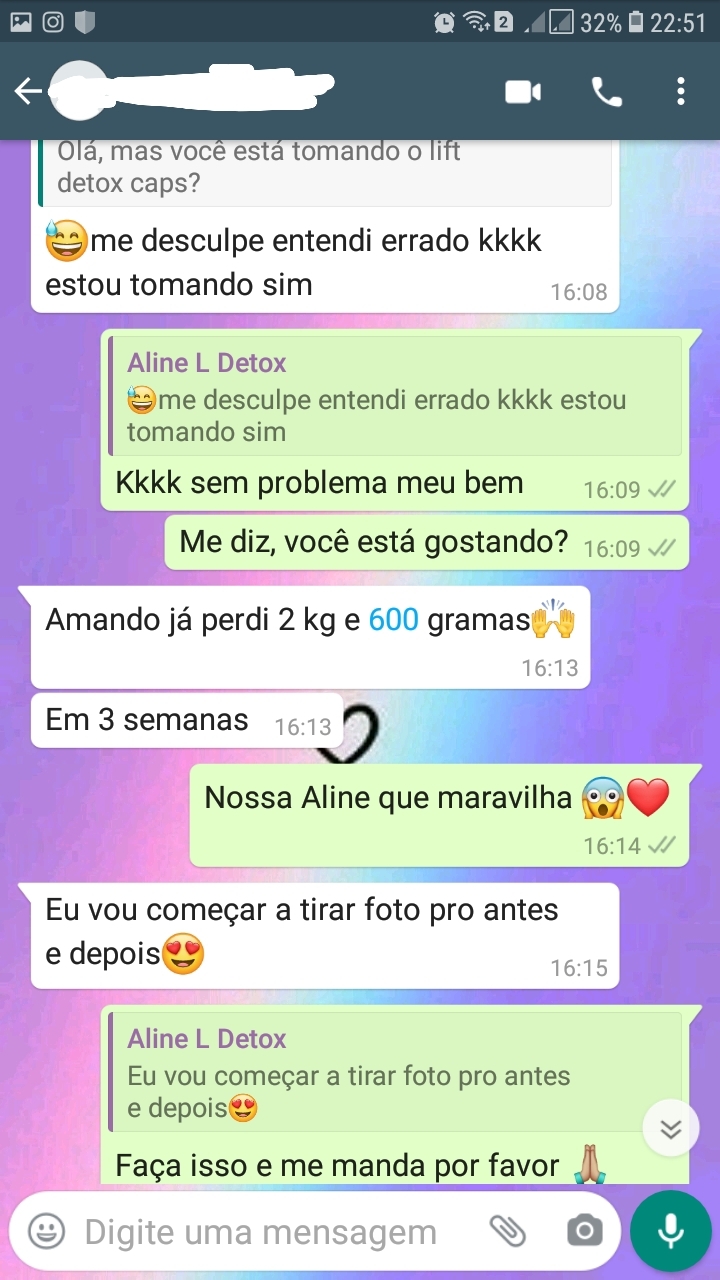 2 32% 22:51
Olá, mas você está tomando o lift
detox caps?
😅me desculpe entendi errado kkkk
estou tomando sim 16:08
Aline L Detox
😅me desculpe entendi errado kkkk estou
tomando sim
Kkkk sem problema meu bem 16:09
Me diz, você está gostando? 16:09
Amando já perdi 2 kg e 600 gramas🙌
16:13
Em 3 semanas 16:13
Nossa Aline que maravilha 😱❤️
16:14
Eu vou começar a tirar foto pro antes
e depois😍 16:15
Aline L Detox
Eu vou começar a tirar foto pro antes
e depois😍
Faça isso e me manda por favor 🙏
Digite uma mensagem